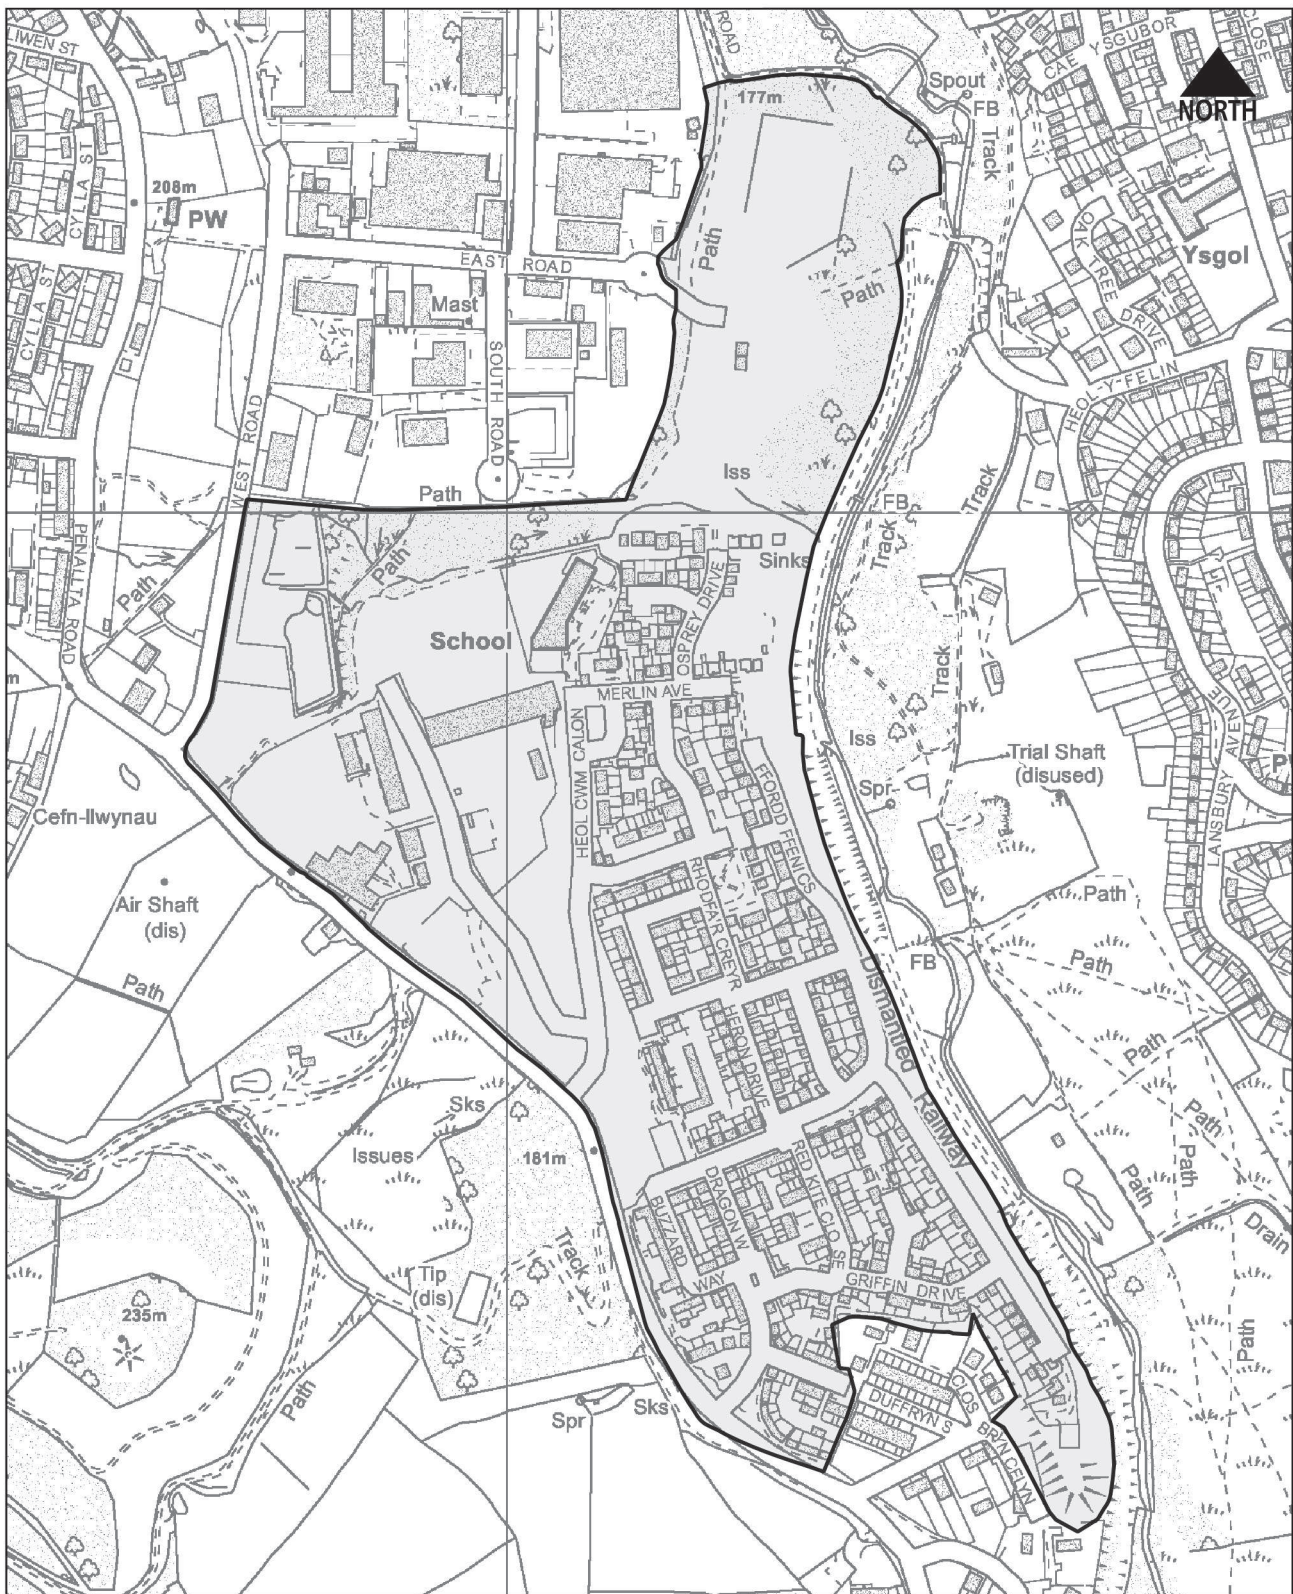 LIWEN ST
ROAD
YSGUBOR
CLOSE
CAE
Spout
FB
NORTH
177m
Track
CYLLA ST
208m
PW
OAK TREE DRIVE
Ysgol
EAST ROAD
Path
Path
Mast
CYLLA ST
SOUTH ROAD
HEOL-Y-FELIN
WEST ROAD
Path
Iss
FB
Track
Track
PENALLTA ROAD
Path
Path
Sinks
OSPREY DRIVE
School
MERLIN AVE
Track
m
HEOL CWM CALON
FFORDD FFENICS
Iss
Trial Shaft
(disused)
Spr
LANSBURY AVENUE
Cefn-llwynau
RHODFA'R CREYR
Air Shaft
(dis)
Path
Path
Path
FB
Dismantled Railway
HERON DRIVE
Path
Sks
Issues
181m
RED KITE CLOSE
DRAGON W
BUZZARD WAY
Path
Path
Path
Drain
Track
Tip
(dis)
GRIFFIN DRIVE
235m
Path
Path
Spr
Sks
DUFFRYN S
CLOS BRYN CELYN